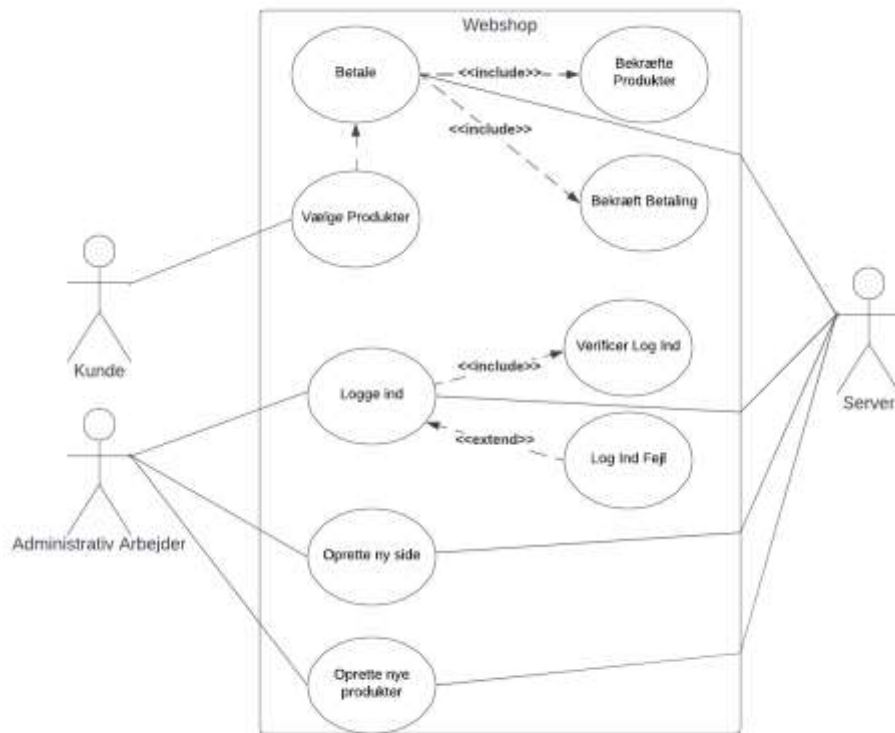 Webshop
Betale
<<include>>
Bekræfte
Produkter
<<include>>
Vælge Produkter
Bekræft Betaling
Kunde
Verificer Log Ind
<<include>>
Logge ind
Server
<<extend>>
Log Ind Fejl
Administrativ Arbejder
Oprette ny side
Oprette nye
produkter